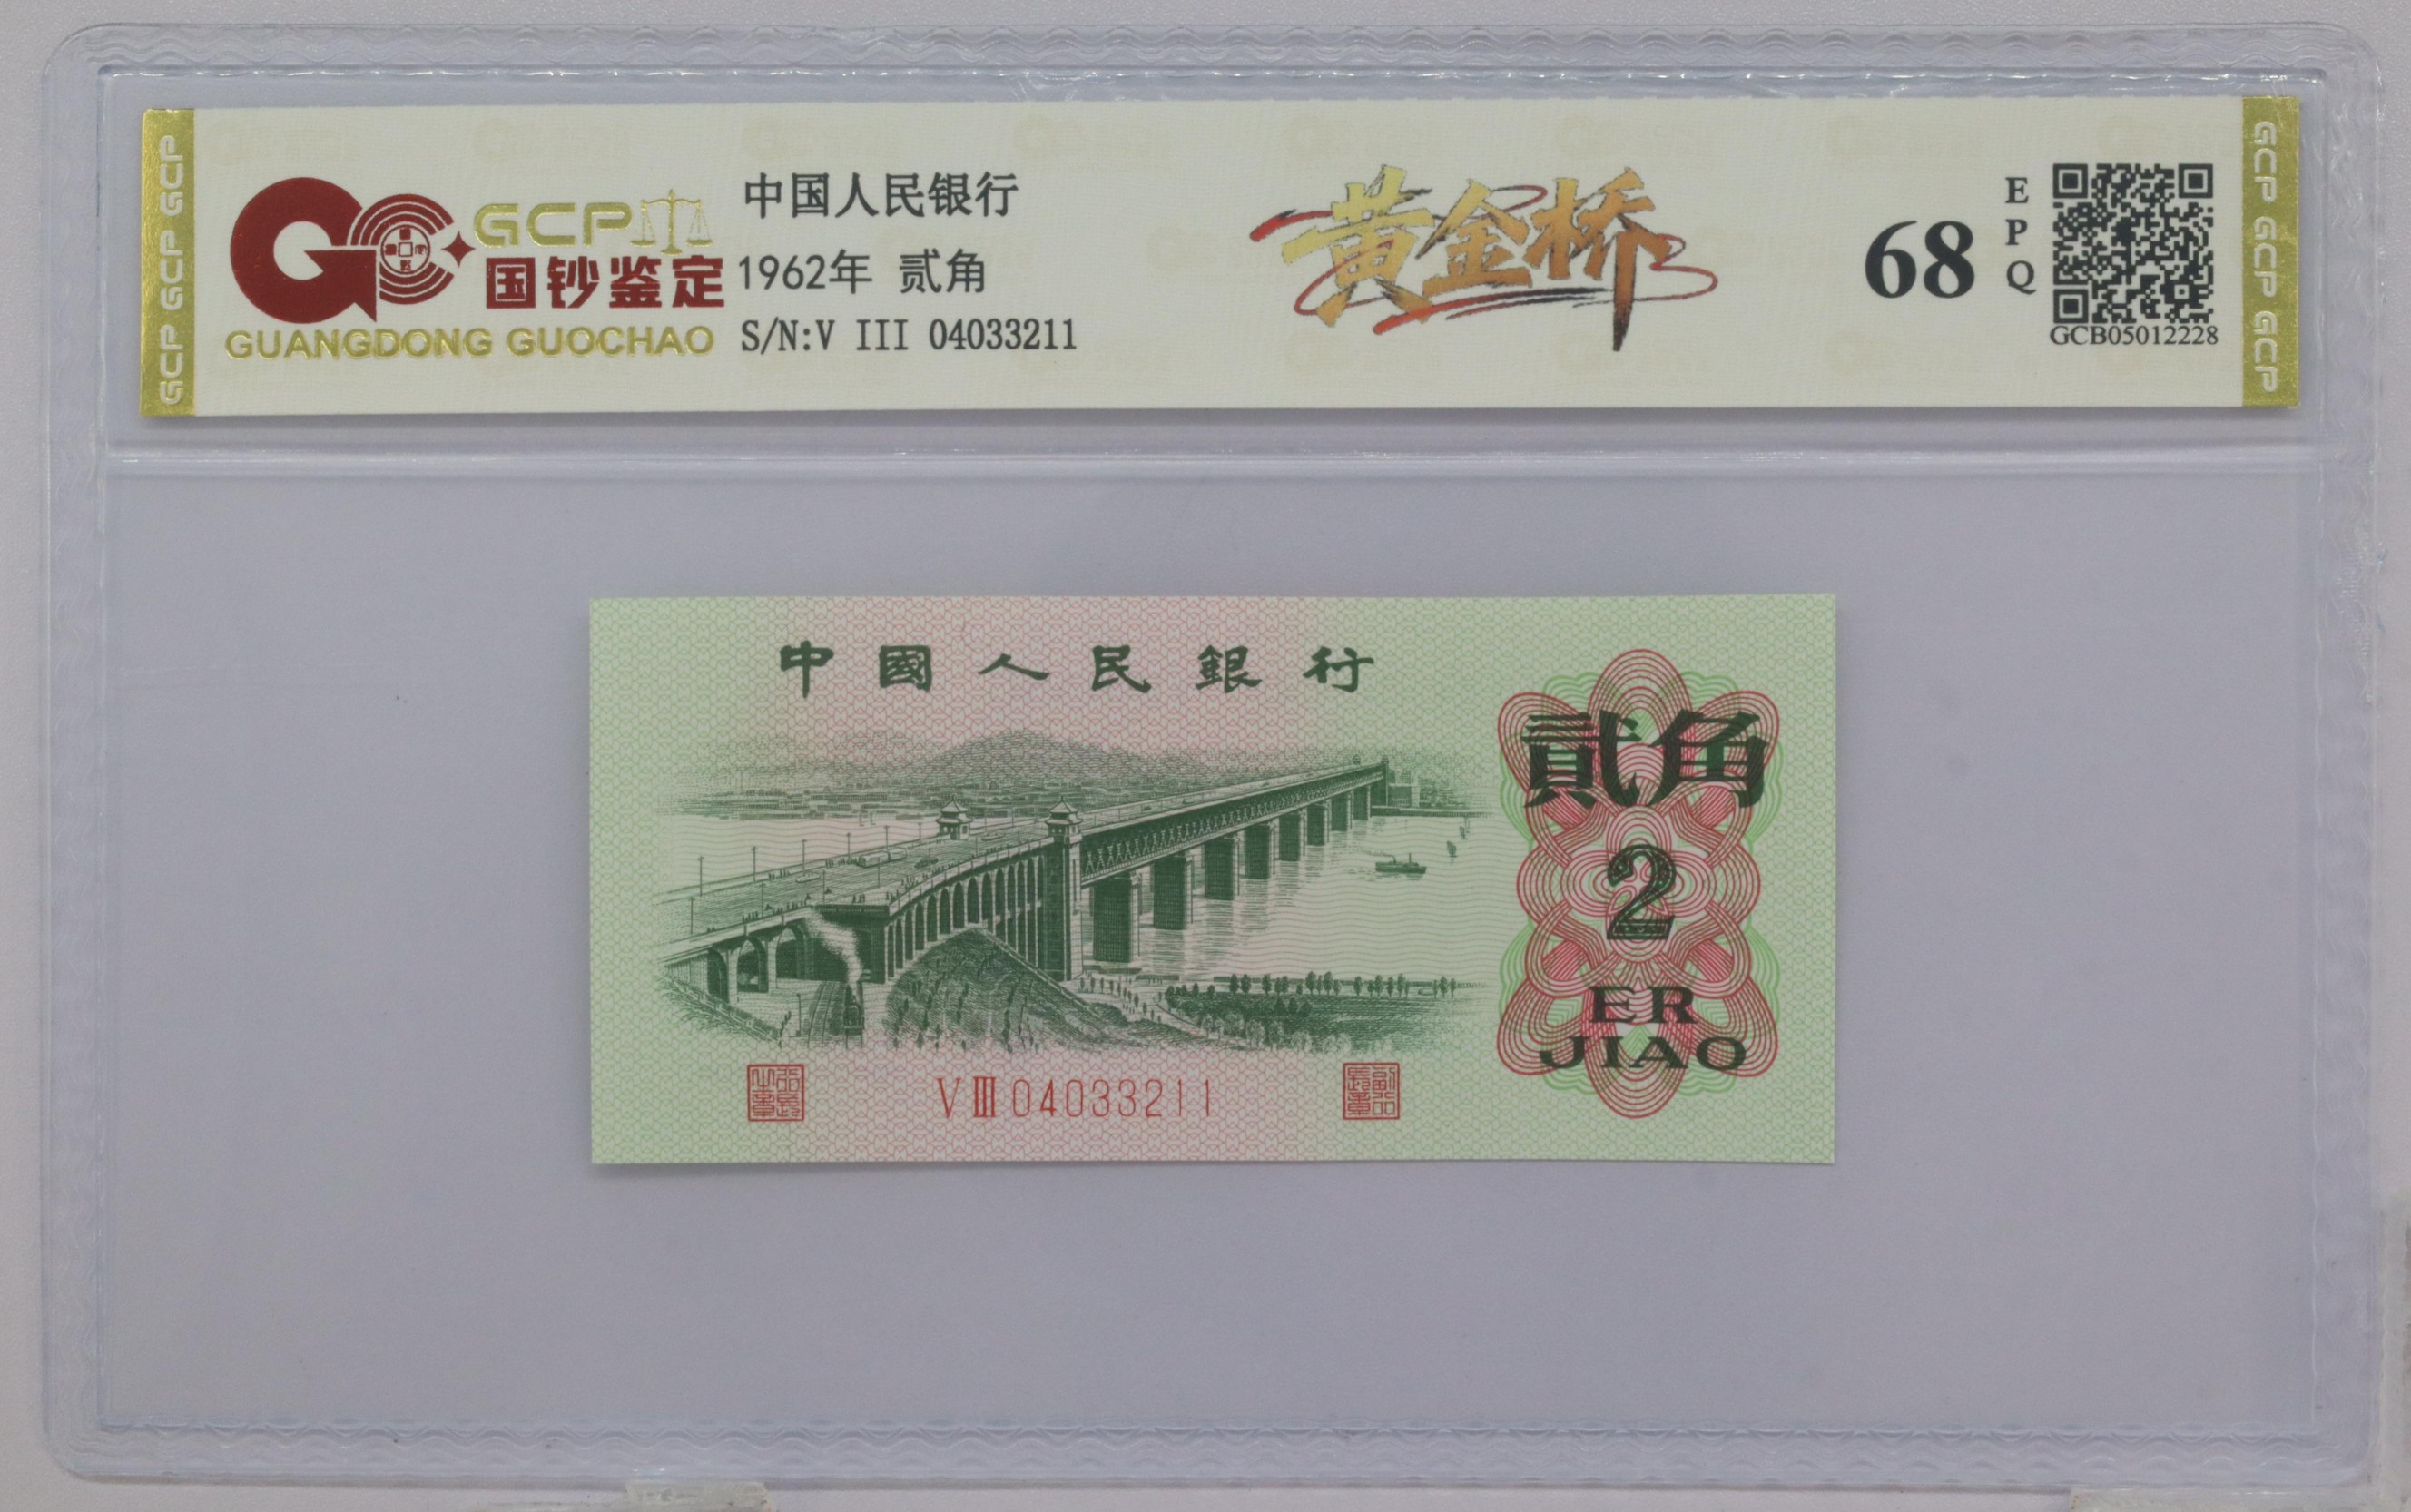 GCP GCP GCP
GCP
国钞鉴定
GUANGDONG GUOCHAO
中国人民银行
1962年 贰角
S/N:V III 04033211
黄金桥
68
E
P
Q
GCB05012228
GCP GCP GCP
中國人民銀行
貳角
2
ER
JIAO
V III 04033211